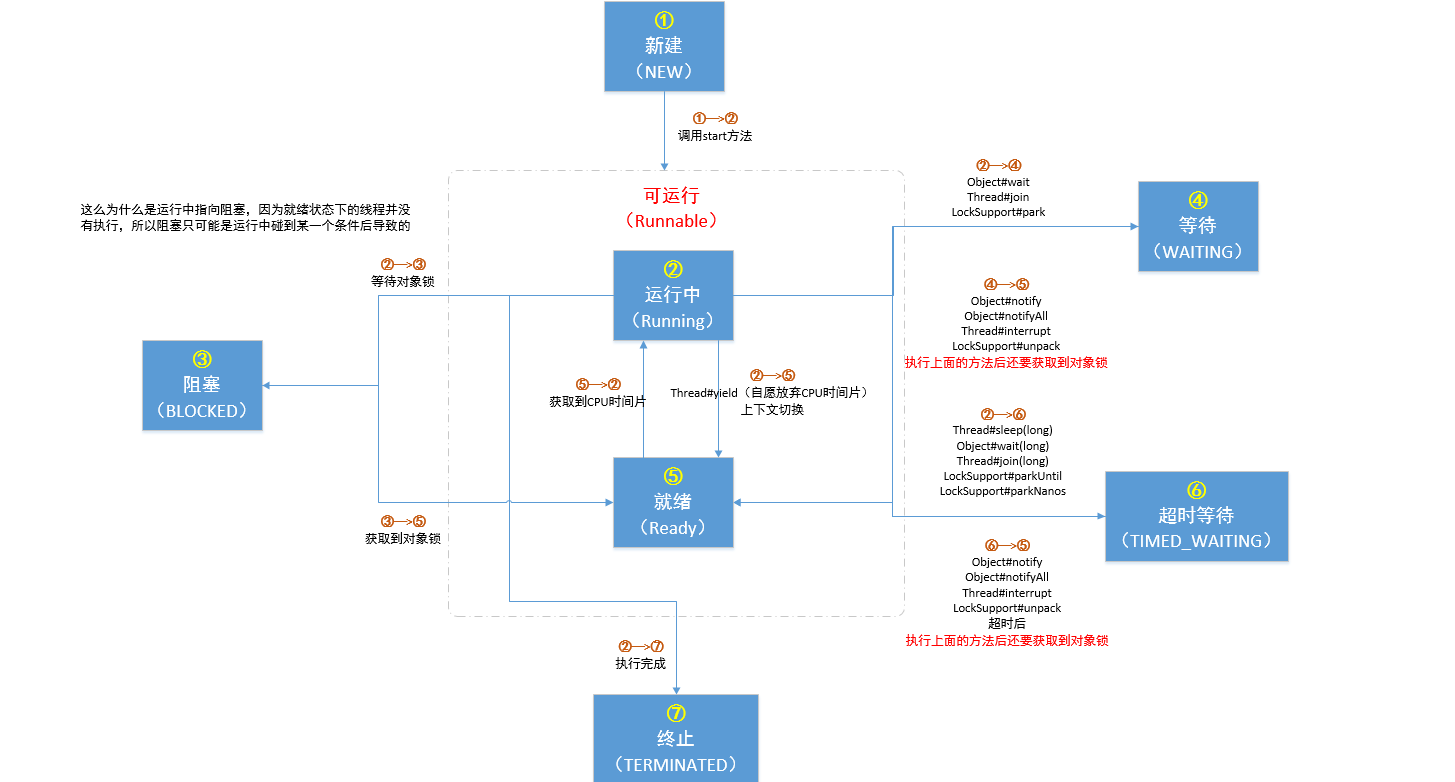 ①
新建
（NEW）
①—>②
调用start方法
可运行
（Runnable）
这么为什么是运行中指向阻塞，因为就绪状态下的线程并没
有执行，所以阻塞只可能是运行中碰到某一个条件后导致的
②—>④
Object#wait
Thread#join
LockSupport#park
④
等待
（WAITING）
②—>③
等待对象锁
②
运行中
（Running）
④—>⑤
Object#notify
Object#notifyAll
Thread#interrupt
LockSupport#unpack
执行上面的方法后还要获取到对象锁
③
阻塞
（BLOCKED）
⑤—>②
获取到CPU时间片
②—>⑤
Thread#yield（自愿放弃CPU时间片）
上下文切换
②—>⑥
Thread#sleep(long)
Object#wait(long)
Thread#join(long)
LockSupport#parkUntil
LockSupport#parkNanos
⑤
就绪
（Ready）
⑥
超时等待
（TIMED_WAITING）
③—>⑤
获取到对象锁
⑥—>⑤
Object#notify
Object#notifyAll
Thread#interrupt
LockSupport#unpack
超时后
执行上面的方法后还要获取到对象锁
②—>⑦
执行完成
⑦
终止
（TERMINATED）